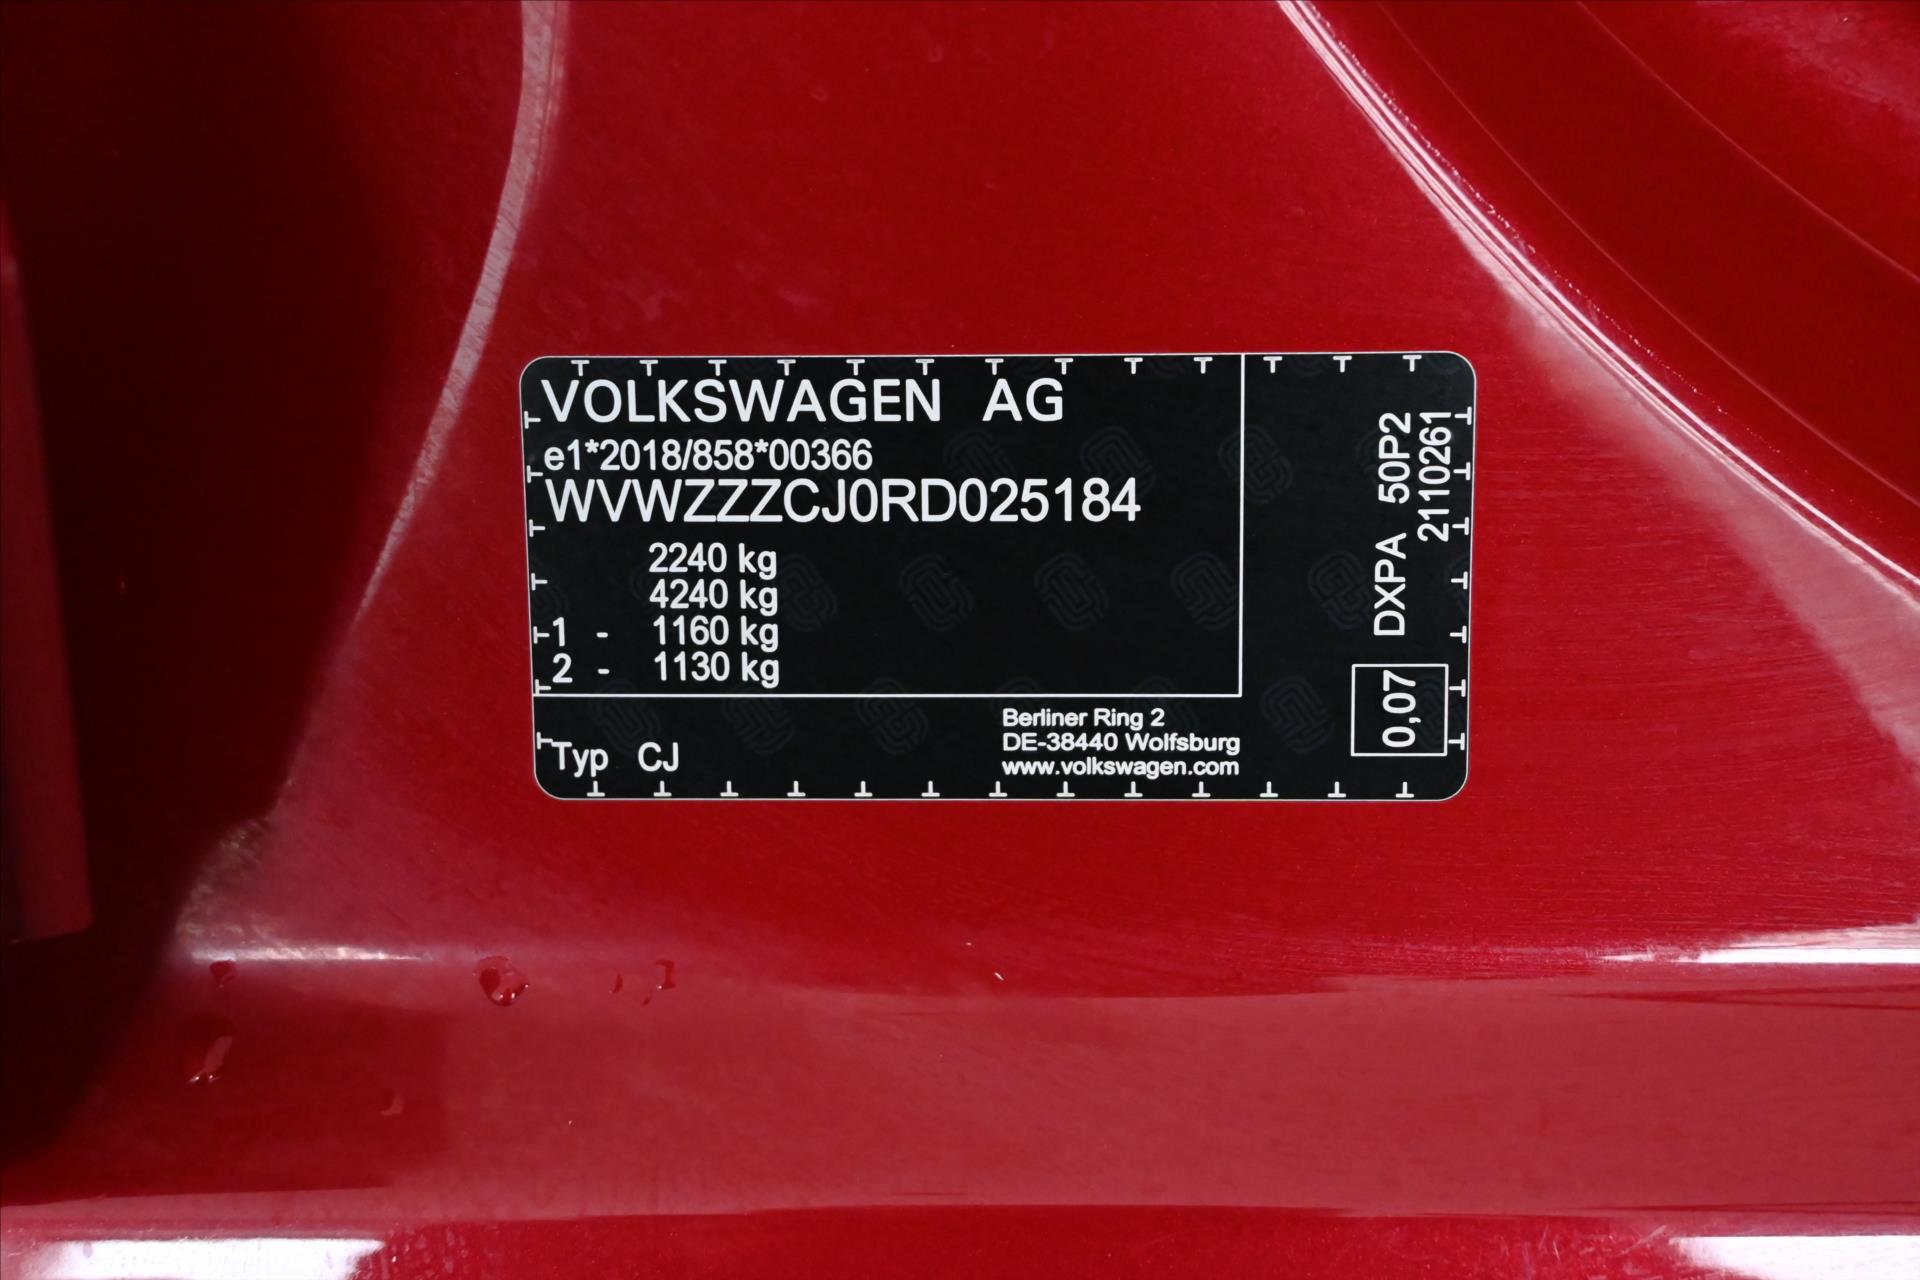 VOLKSWAGEN AG
e1*2018/858*00366
WVWZZZCJ0RD025184
2240 kg
4240 kg
1 - 1160 kg
2 - 1130 kg
Typ CJ
Berliner Ring 2
DE-38440 Wolfsburg
www.volkswagen.com
0,07
DXPA 50P2
2110261